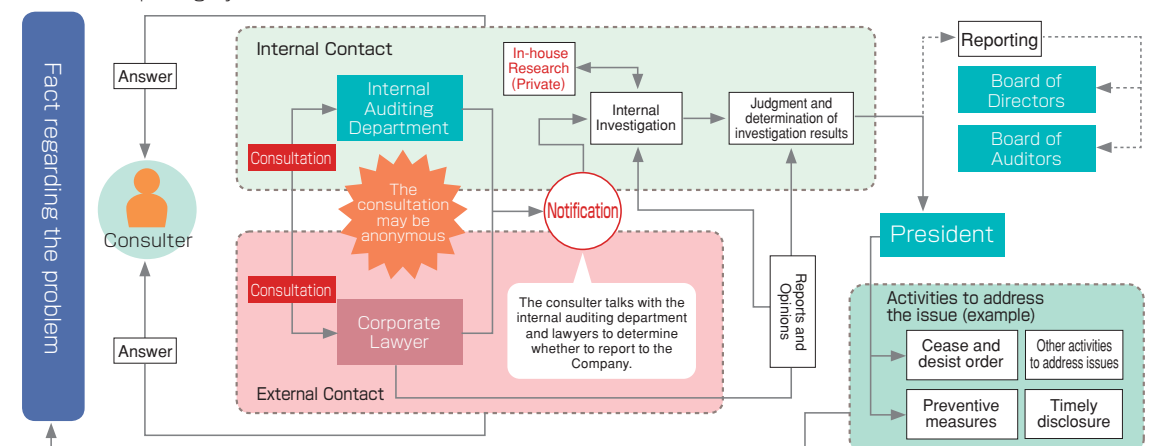 Fact regarding the problem
Answer
Consulter
Answer
Internal Contact
Internal
Auditing
Department
Consultation
The
consultation
may be
anonymous
Consultation
Corporate
Lawyer
External Contact
In-house
Research
(Private)
Internal
Investigation
Judgment and
determination of
investigation results
Notification
The consulter talks with the
internal auditing department
and lawyers to determine
whether to report to the
Company.
Reports and
Opinions
Reporting
Board of
Directors
Board of
Auditors
President
Activities to address
the issue (example)
Cease and
desist order
Other activities
to address issues
Preventive
measures
Timely
disclosure